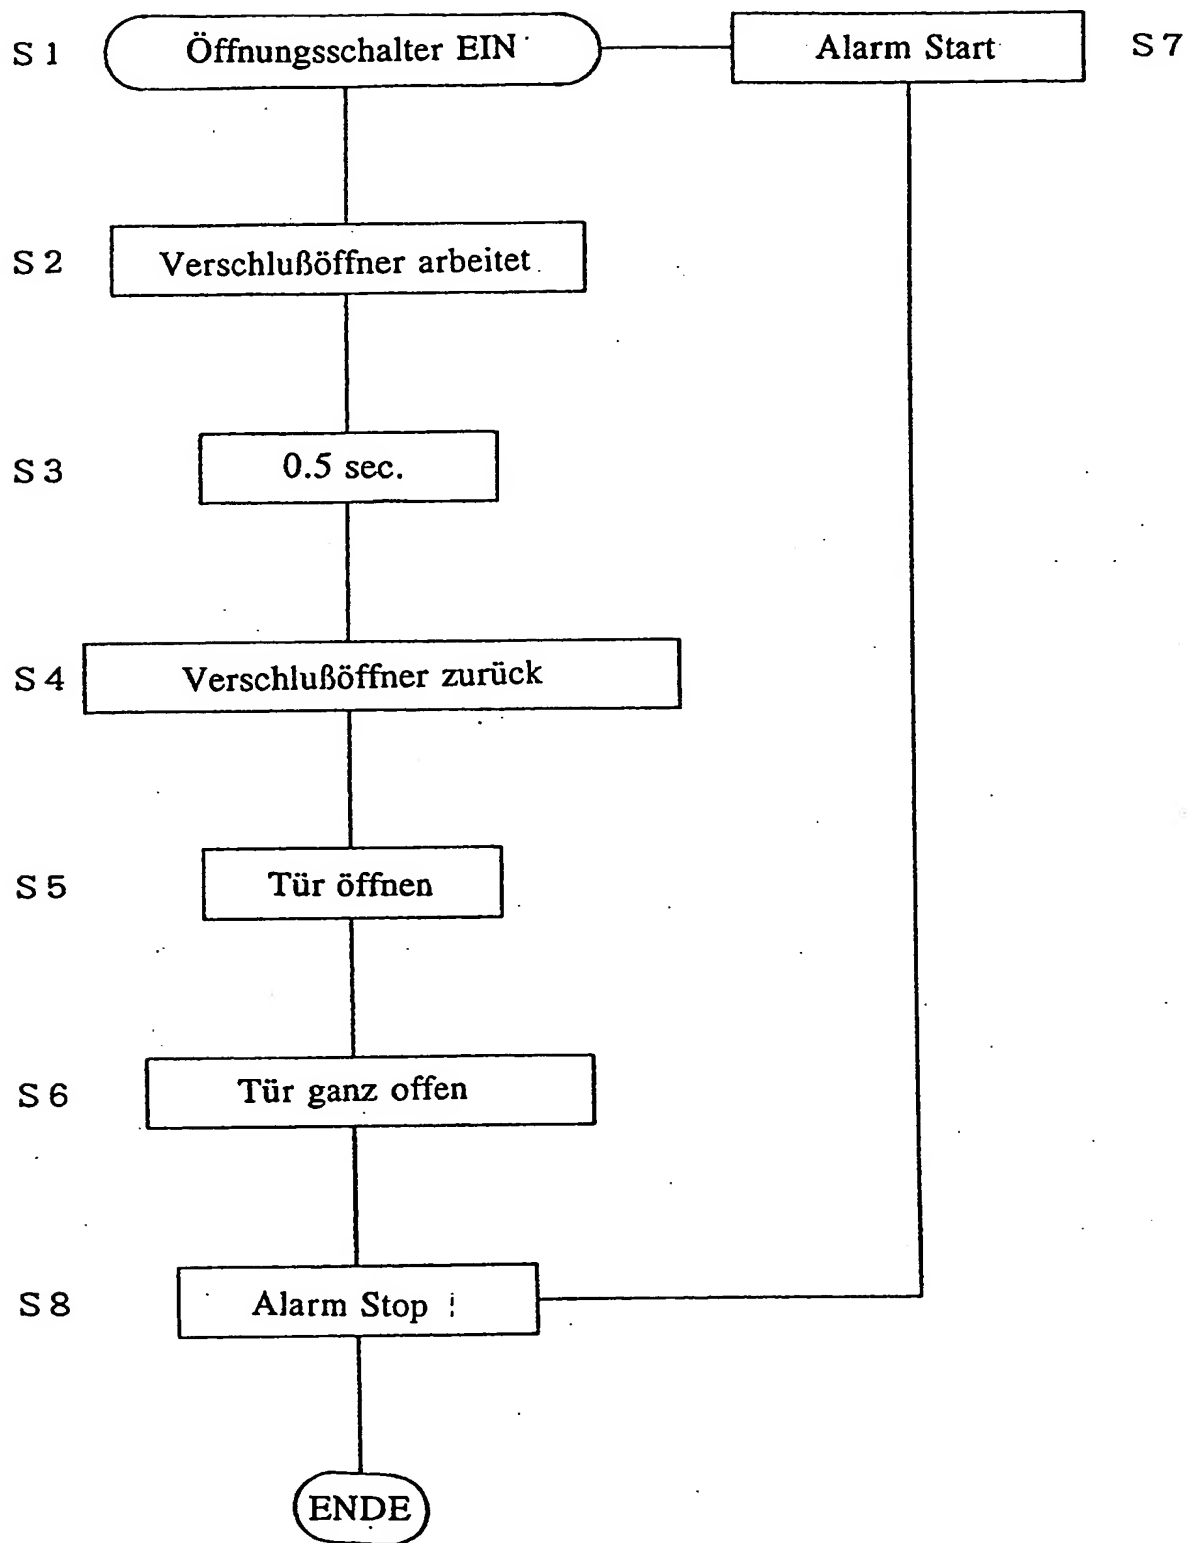 S 1 Öffnungsschalter EIN Alarm Start S 7
S 2 Verschlußöffner arbeitet
S 3 0.5 sec.
S 4 Verschlußöffner zurück
S 5 Tür öffnen
S 6 Tür ganz offen
S 8 Alarm Stop
ENDE